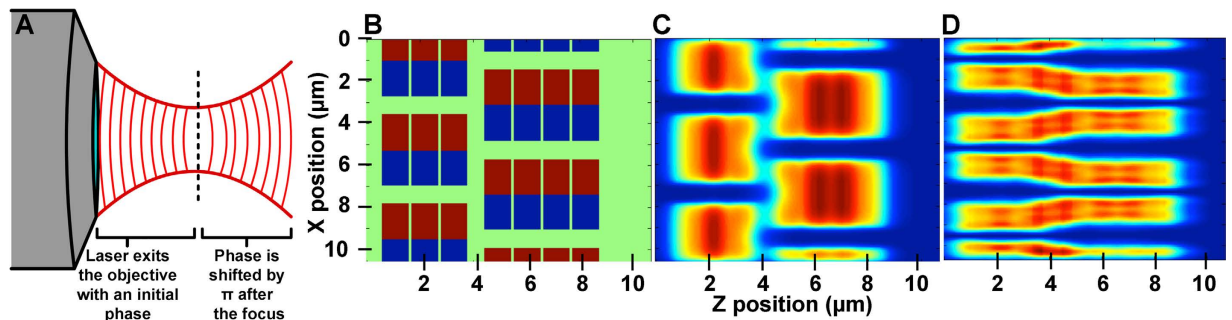 A
B
C
D
Laser exits
the objective
with an initial
phase
Phase is
shifted by
π after
the focus
X position (µm)
0
2
4
6
8
10
2
4
6
8
10
2
4
6
8
10
2
4
6
8
10
Z position (µm)